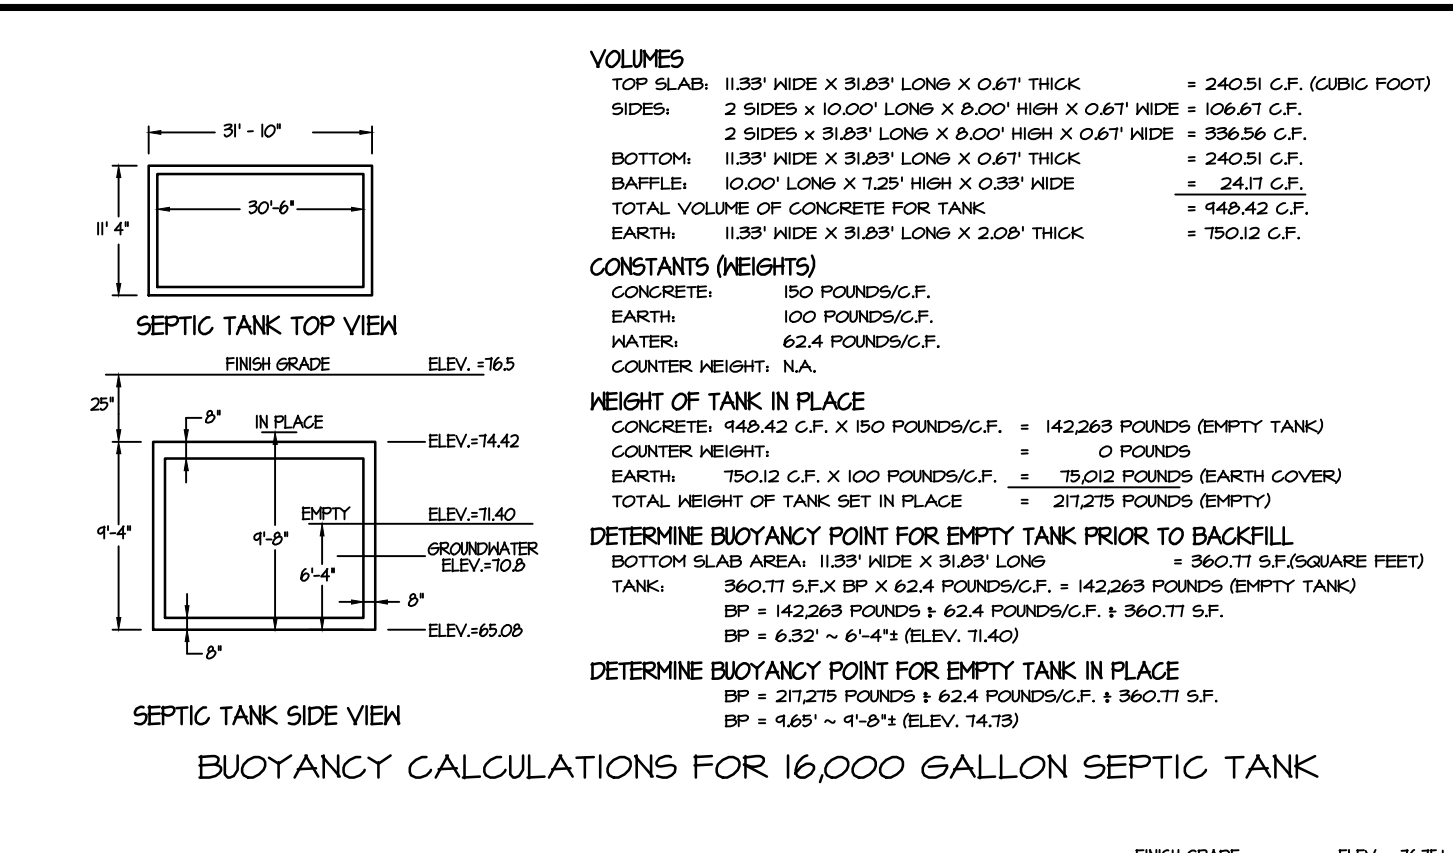 31' - 10"
30'-6"
11' 4"
SEPTIC TANK TOP VIEW
FINISH GRADE ELEV. =76.5
25"
8"
IN PLACE
ELEV.=74.42
EMPTY
ELEV.=71.40
9'-4"
9'-8"
GROUNDWATER
ELEV.=70.8
6'-4"
8"
ELEV.=65.08
8"
SEPTIC TANK SIDE VIEW
VOLUMES
TOP SLAB: 11.33' WIDE X 31.83' LONG X 0.67' THICK = 240.51 C.F. (CUBIC FOOT)
SIDES: 2 SIDES x 10.00' LONG X 8.00' HIGH X 0.67' WIDE = 106.67 C.F.
2 SIDES x 31.83' LONG X 8.00' HIGH X 0.67' WIDE = 336.56 C.F.
BOTTOM: 11.33' WIDE X 31.83' LONG X 0.67' THICK = 240.51 C.F.
BAFFLE: 10.00' LONG X 7.25' HIGH X 0.33' WIDE = 24.17 C.F.
TOTAL VOLUME OF CONCRETE FOR TANK = 948.42 C.F.
EARTH: 11.33' WIDE X 31.83' LONG X 2.08' THICK = 750.12 C.F.
CONSTANTS (WEIGHTS)
CONCRETE: 150 POUNDS/C.F.
EARTH: 100 POUNDS/C.F.
WATER: 62.4 POUNDS/C.F.
COUNTER WEIGHT: N.A.
WEIGHT OF TANK IN PLACE
CONCRETE: 948.42 C.F. X 150 POUNDS/C.F. = 142,263 POUNDS (EMPTY TANK)
COUNTER WEIGHT: = 0 POUNDS
EARTH: 750.12 C.F. X 100 POUNDS/C.F. = 75,012 POUNDS (EARTH COVER)
TOTAL WEIGHT OF TANK SET IN PLACE = 217,275 POUNDS (EMPTY)
DETERMINE BUOYANCY POINT FOR EMPTY TANK PRIOR TO BACKFILL
BOTTOM SLAB AREA: 11.33' WIDE X 31.83' LONG = 360.77 S.F.(SQUARE FEET)
TANK: 360.77 S.F.X BP X 62.4 POUNDS/C.F. = 142,263 POUNDS (EMPTY TANK)
BP = 142,263 POUNDS ÷ 62.4 POUNDS/C.F. ÷ 360.77 S.F.
BP = 6.32' ~ 6'-4"± (ELEV. 71.40)
DETERMINE BUOYANCY POINT FOR EMPTY TANK IN PLACE
BP = 217,275 POUNDS ÷ 62.4 POUNDS/C.F. ÷ 360.77 S.F.
BP = 9.65' ~ 9'-8"± (ELEV. 74.73)
BUOYANCY CALCULATIONS FOR 16,000 GALLON SEPTIC TANK